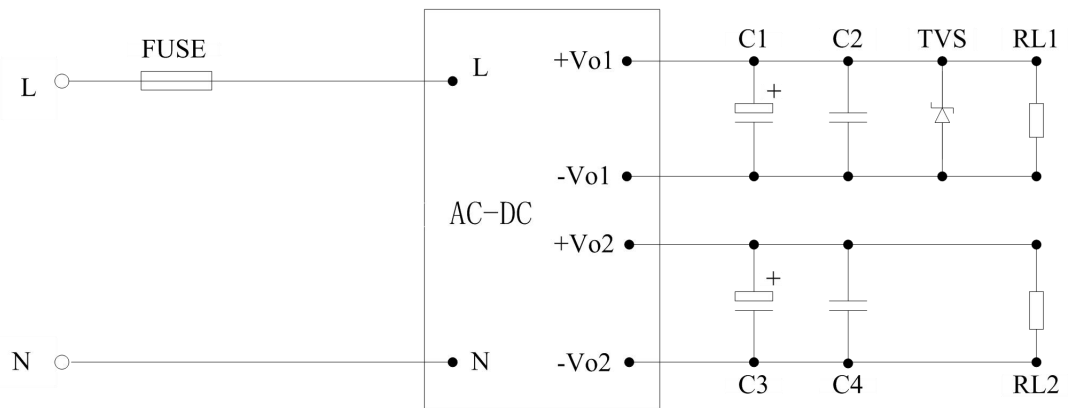 FUSE
L
L
N
N
AC-DC
+Vo1
-Vo1
+Vo2
-Vo2
C1
C2
TVS
RL1
+
+
C3
C4
RL2